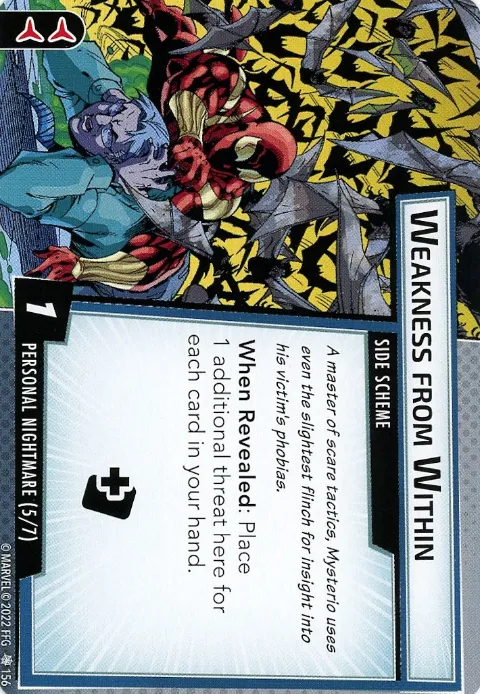 WEAKNESS FROM WITHIN
SIDE SCHEME
A master of scare tactics, Mysterio uses
even the slightest flinch for insight into
his victim's phobias.
When Revealed: Place
1 additional threat here for
each card in your hand.
1
PERSONAL NIGHTMARE (5/7)
© MARVEL © 2022 FFG 156